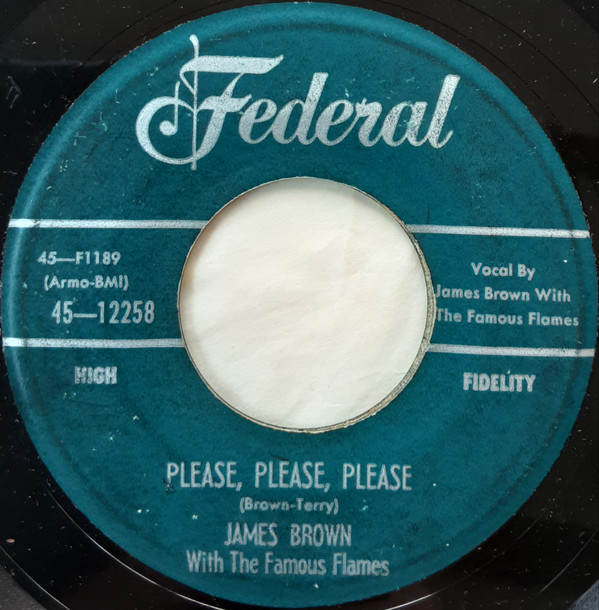 Federal
45—F1189
(Armo-BMI)
45—12258
Vocal By
James Brown With
The Famous Flames
HIGH
FIDELITY
PLEASE, PLEASE, PLEASE
(Brown-Terry)
JAMES BROWN
With The Famous Flames